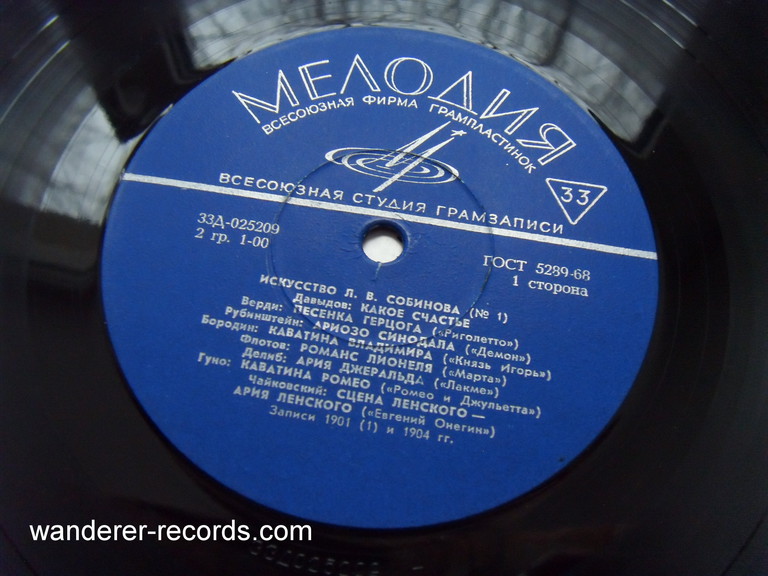 МЕЛОДИЯ
ВСЕСОЮЗНАЯ ФИРМА ГРАМПЛАСТИНОК
33
ВСЕСОЮЗНАЯ СТУДИЯ ГРАМЗАПИСИ
33Д-025209
2 гр. 1-00
ГОСТ 5289-68
1 сторона
ИСКУССТВО Л. В. СОБИНОВА (№ 1)
Давыдов: КАКОЕ СЧАСТЬЕ
Верди: ПЕСЕНКА ГЕРЦОГА («Риголетто»)
Рубинштейн: АРИОЗО СИНОДАЛА («Демон»)
Бородин: КАВАТИНА ВЛАДИМИРА («Князь Игорь»)
Флотов: РОМАНС ЛИОНЕЛЯ («Марта»)
Делиб: АРИЯ ДЖЕРАЛЬДА («Лакме»)
Гуно: КАВАТИНА РОМЕО («Ромео и Джульетта»)
Чайковский: СЦЕНА ЛЕНСКОГО —
АРИЯ ЛЕНСКОГО («Евгений Онегин»)
Записи 1901 (1) и 1904 гг.
wanderer-records.com